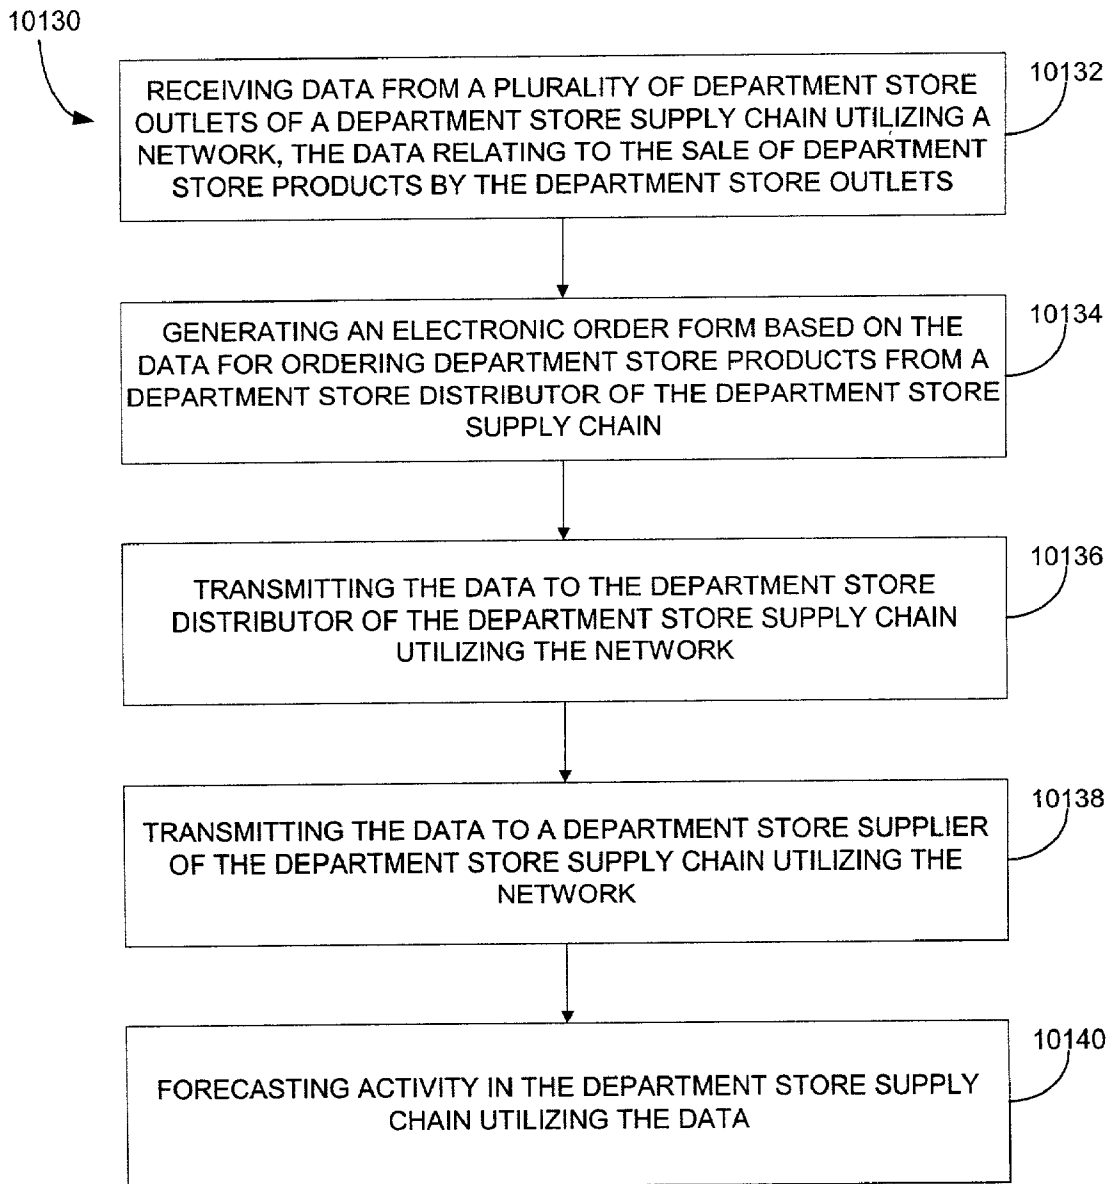 10130
RECEIVING DATA FROM A PLURALITY OF DEPARTMENT STORE
OUTLETS OF A DEPARTMENT STORE SUPPLY CHAIN UTILIZING A
NETWORK, THE DATA RELATING TO THE SALE OF DEPARTMENT
STORE PRODUCTS BY THE DEPARTMENT STORE OUTLETS
10132
GENERATING AN ELECTRONIC ORDER FORM BASED ON THE
DATA FOR ORDERING DEPARTMENT STORE PRODUCTS FROM A
DEPARTMENT STORE DISTRIBUTOR OF THE DEPARTMENT STORE
SUPPLY CHAIN
10134
TRANSMITTING THE DATA TO THE DEPARTMENT STORE
DISTRIBUTOR OF THE DEPARTMENT STORE SUPPLY CHAIN
UTILIZING THE NETWORK
10136
TRANSMITTING THE DATA TO A DEPARTMENT STORE SUPPLIER
OF THE DEPARTMENT STORE SUPPLY CHAIN UTILIZING THE
NETWORK
10138
FORECASTING ACTIVITY IN THE DEPARTMENT STORE SUPPLY
CHAIN UTILIZING THE DATA
10140